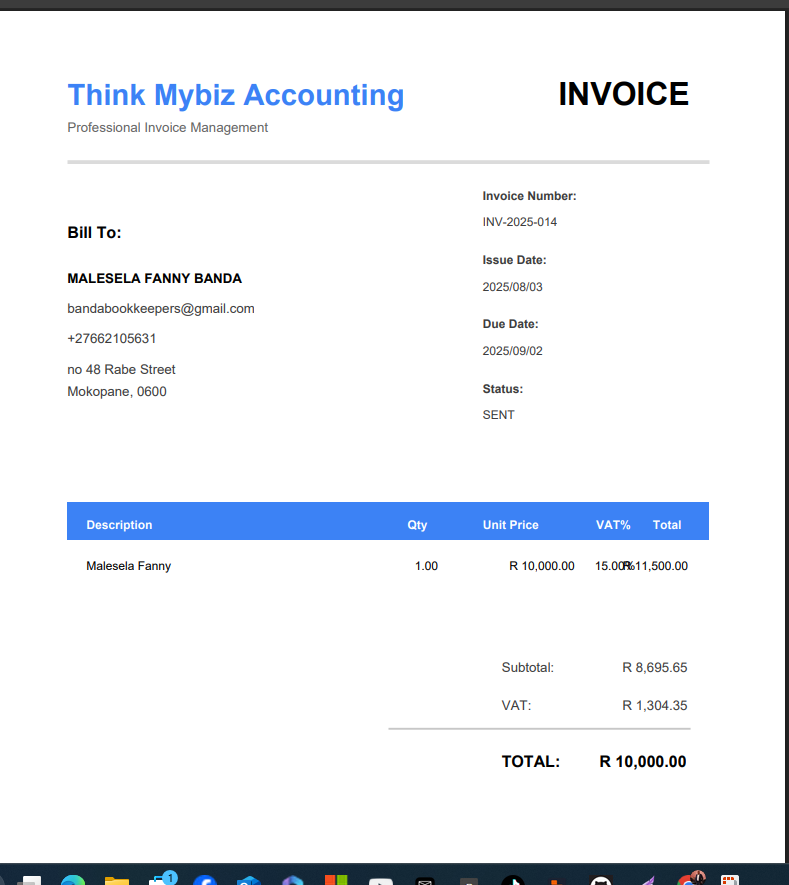 Think Mybiz Accounting
INVOICE
Professional Invoice Management
Invoice Number:
INV-2025-014
Bill To:
Issue Date:
MALESELA FANNY BANDA
2025/08/03
bandabookkeepers@gmail.com
Due Date:
+27662105631
2025/09/02
no 48 Rabe Street
Mokopane, 0600
Status:
SENT
Description Qty Unit Price VAT% Total
Malesela Fanny 1.00 R 10,000.00 15.00% R 11,500.00
Subtotal: R 8,695.65
VAT: R 1,304.35
TOTAL: R 10,000.00
1